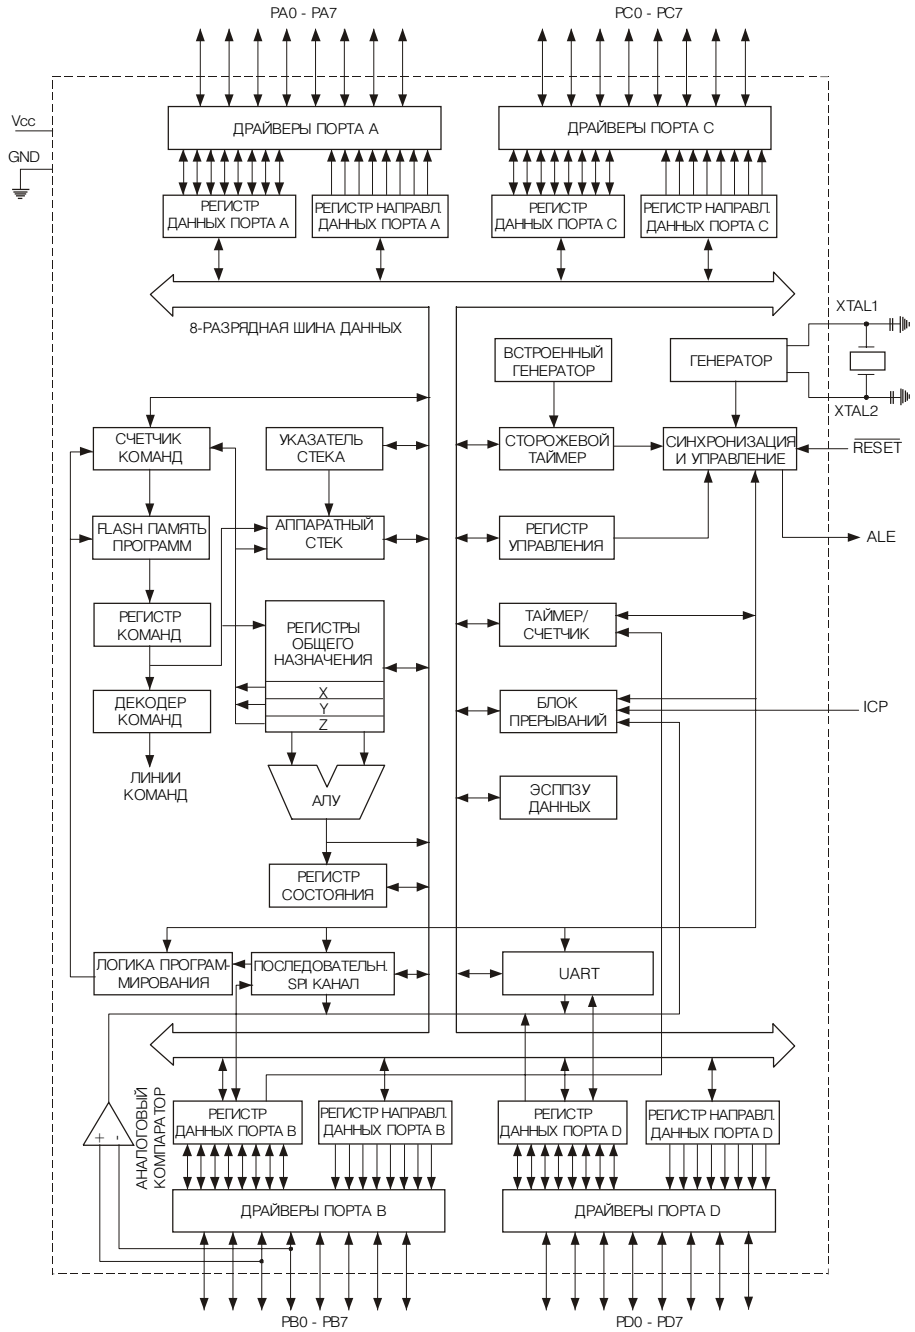 PA0 - PA7
PC0 - PC7
Vcc
GND
ДРАЙВЕРЫ ПОРТА A
ДРАЙВЕРЫ ПОРТА C
РЕГИСТР
ДАННЫХ ПОРТА A
РЕГИСТР НАПРАВЛ.
ДАННЫХ ПОРТА A
РЕГИСТР
ДАННЫХ ПОРТА C
РЕГИСТР НАПРАВЛ.
ДАННЫХ ПОРТА C
8-РАЗРЯДНАЯ ШИНА ДАННЫХ
XTAL1
ВСТРОЕННЫЙ
ГЕНЕРАТОР
ГЕНЕРАТОР
XTAL2
СЧЕТЧИК
КОМАНД
УКАЗАТЕЛЬ
СТЕКА
СТОРОЖЕВОЙ
ТАЙМЕР
СИНХРОНИЗАЦИЯ
И УПРАВЛЕНИЕ
RESET
FLASH ПАМЯТЬ
ПРОГРАММ
АППАРАТНЫЙ
СТЕК
РЕГИСТР
УПРАВЛЕНИЯ
ALE
РЕГИСТР
КОМАНД
РЕГИСТРЫ
ОБЩЕГО
НАЗНАЧЕНИЯ
X
Y
Z
ТАЙМЕР/
СЧЕТЧИК
ДЕКОДЕР
КОМАНД
БЛОК
ПРЕРЫВАНИЙ
ICP
ЛИНИИ
КОМАНД
АЛУ
ЭСППЗУ
ДАННЫХ
РЕГИСТР
СОСТОЯНИЯ
ЛОГИКА ПРОГРАМ-
МИРОВАНИЯ
ПОСЛЕДОВАТЕЛЬН.
SPI КАНАЛ
UART
АНАЛОГОВЫЙ
КОМПАРАТОР
+ -
РЕГИСТР
ДАННЫХ ПОРТА B
РЕГИСТР НАПРАВЛ.
ДАННЫХ ПОРТА B
РЕГИСТР
ДАННЫХ ПОРТА D
РЕГИСТР НАПРАВЛ.
ДАННЫХ ПОРТА D
ДРАЙВЕРЫ ПОРТА B
ДРАЙВЕРЫ ПОРТА D
PB0 - PB7
PD0 - PD7